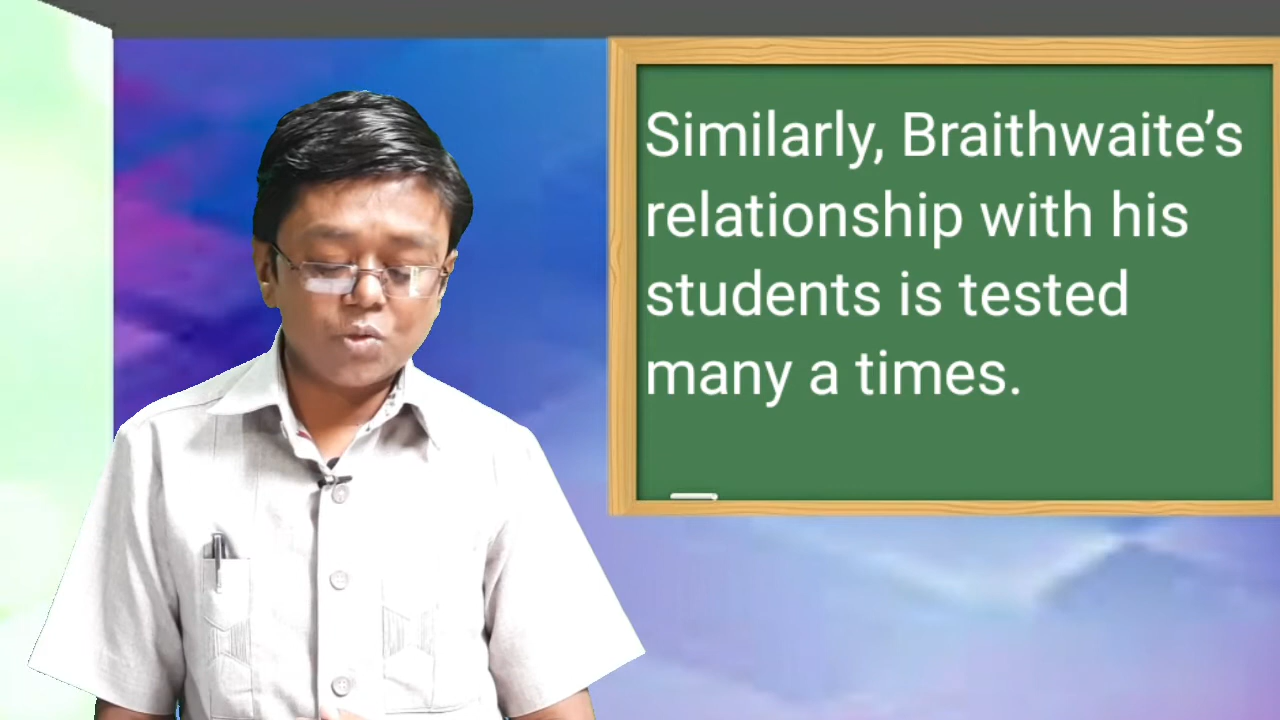 Similarly, Braithwaite’s
relationship with his
students is tested
many a times.